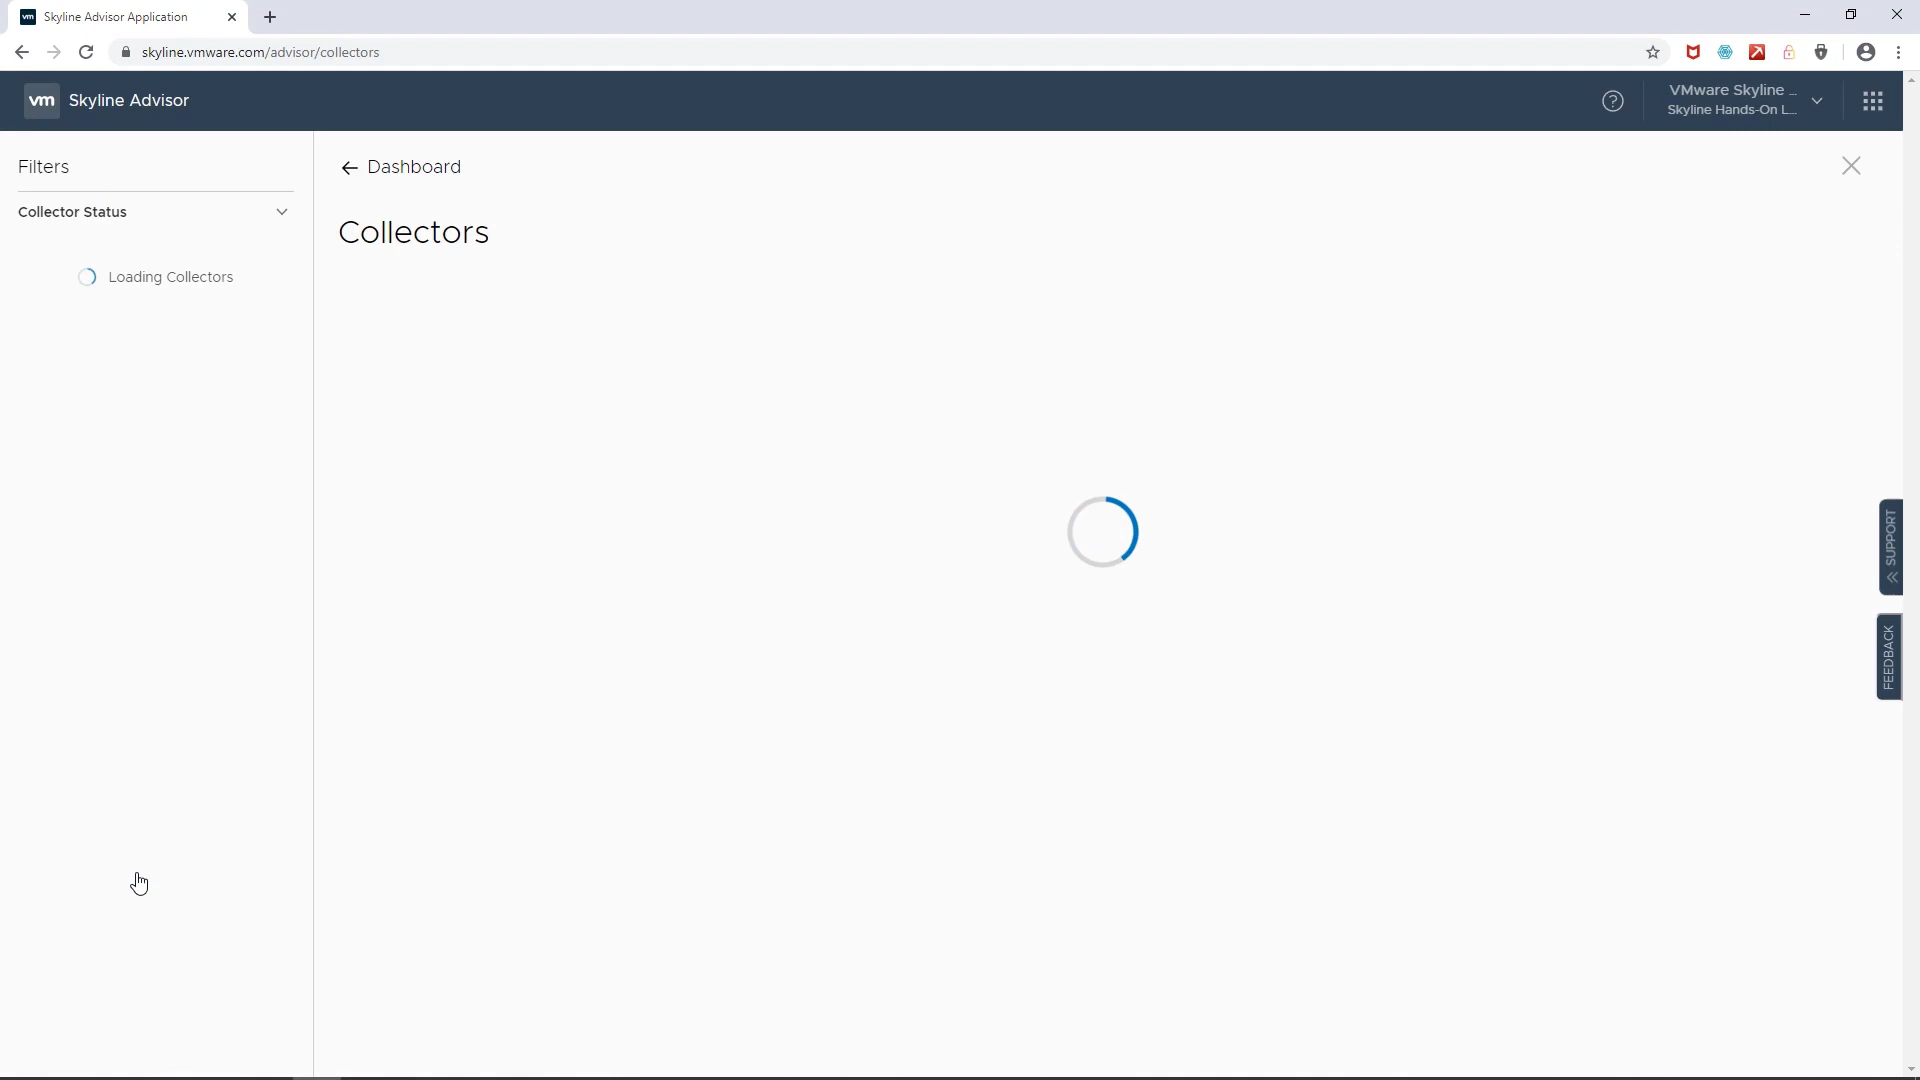 vm Skyline Advisor Application
skyline.vmware.com/advisor/collectors
vm Skyline Advisor
VMware Skyline ...
Skyline Hands-On L...
Filters
Collector Status
Loading Collectors
Dashboard
Collectors
SUPPORT
FEEDBACK